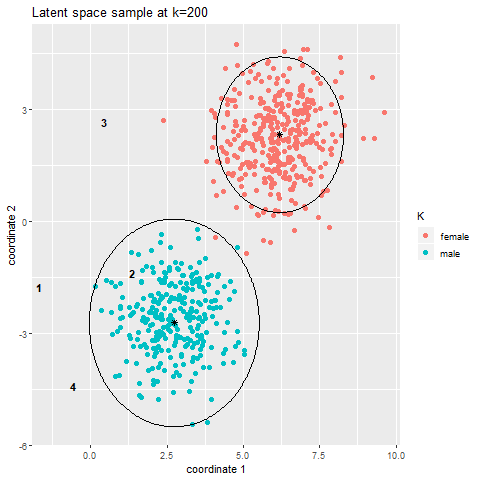 Latent space sample at k=200
3
0
-3
-6
coordinate 2
3
2
1
4
0.0 2.5 5.0 7.5 10.0
coordinate 1
K
female
male